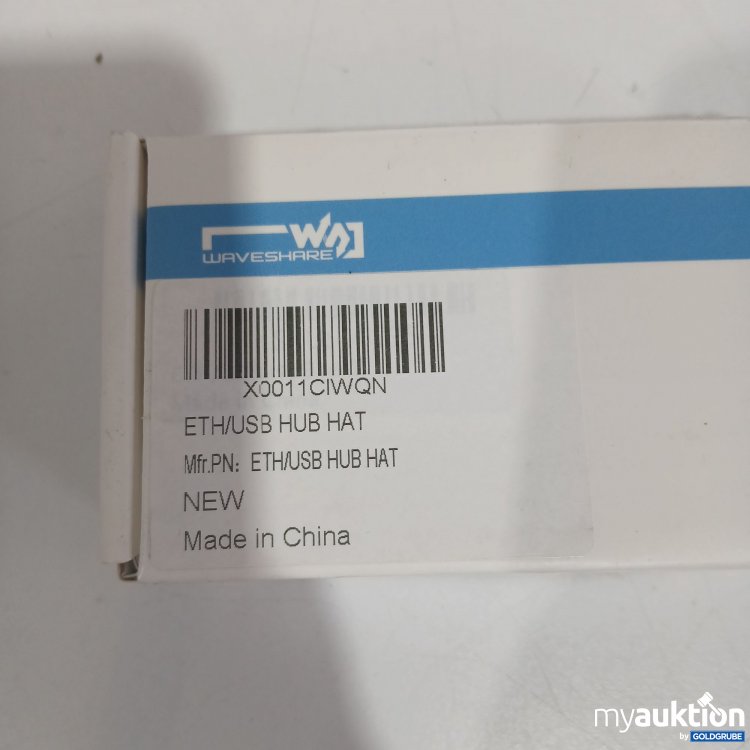 WAVESHARE
X0011CIWQN
ETH/USB HUB HAT
Mfr.PN: ETH/USB HUB HAT
NEW
Made in China
myauktion
by GOLDGRUBE